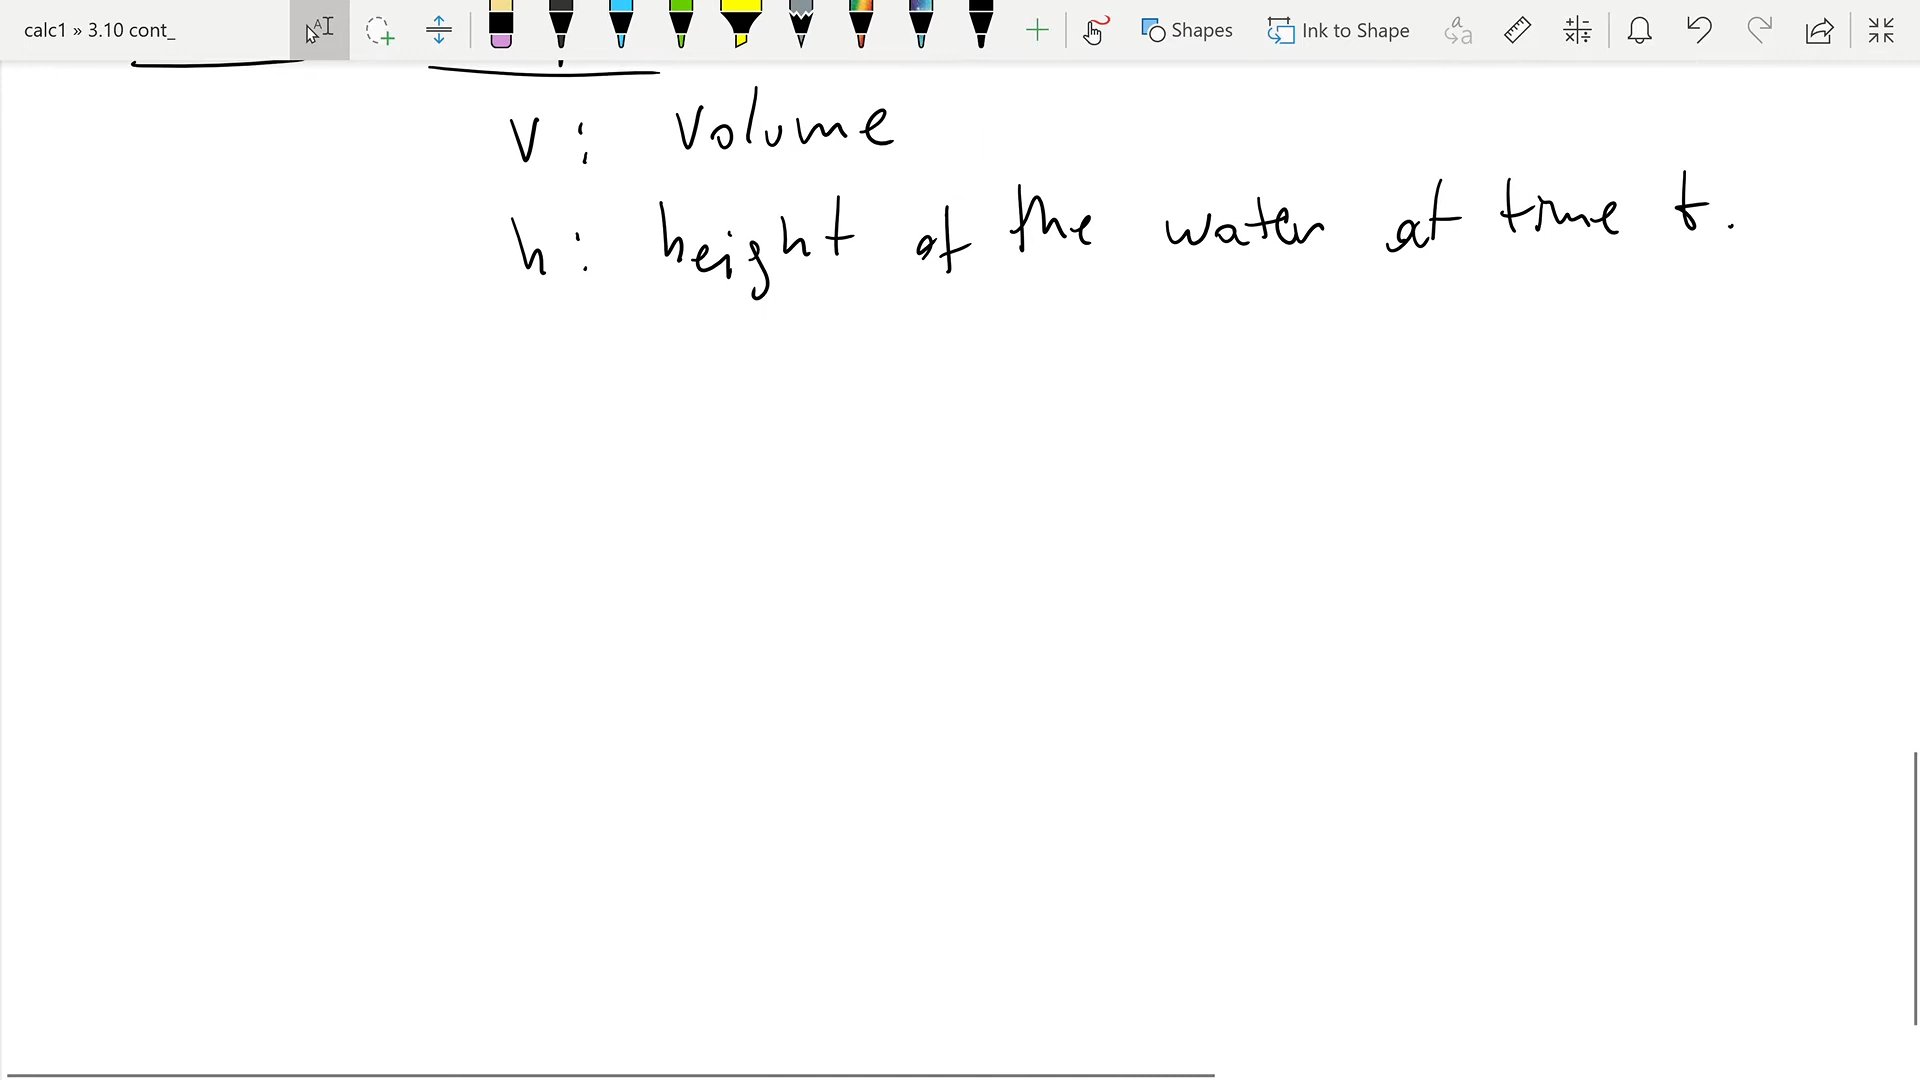 calc1 » 3.10 cont_
Shapes
Ink to Shape
V : Volume
h : height of the water at time t.